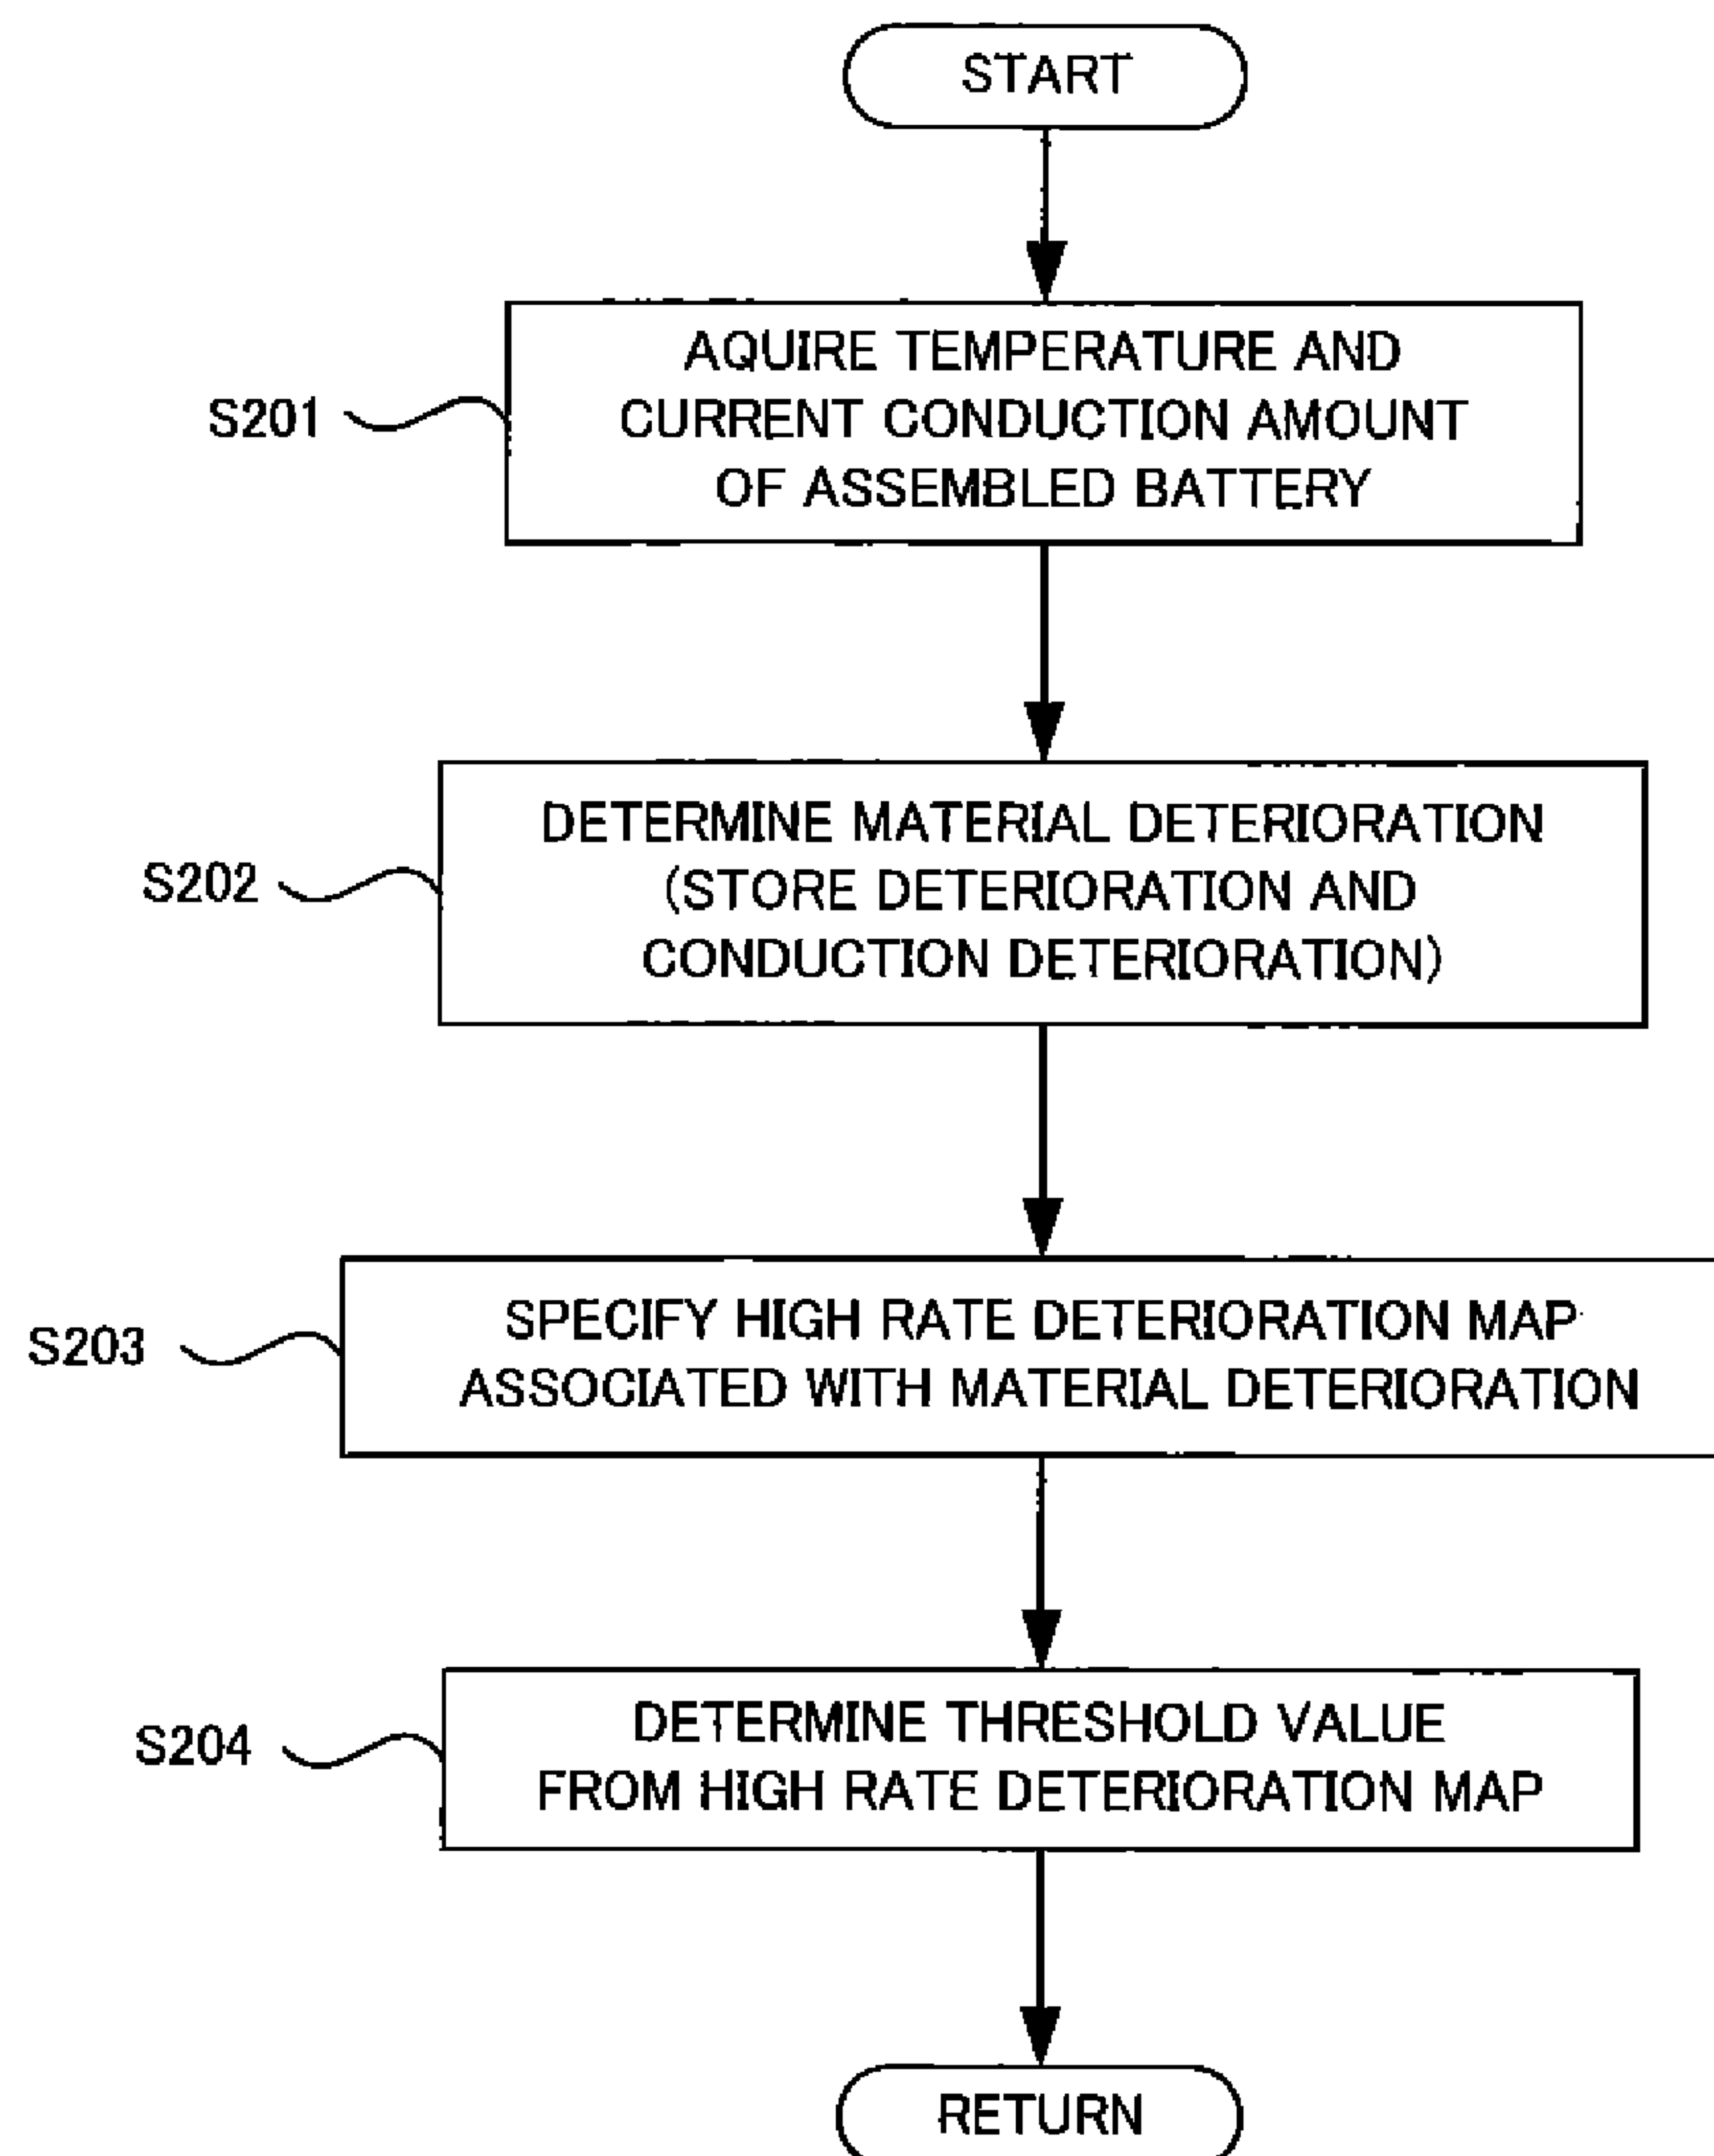 START
S201
AQUIRE TEMPERATURE AND
CURRENT CONDUCTION AMOUNT
OF ASSEMBLED BATTERY
S202
DETERMINE MATERIAL DETERIORATION
(STORE DETERIORATION AND
CONDUCTION DETERIORATION)
S203
SPECIFY HIGH RATE DETERIORATION MAP
ASSOCIATED WITH MATERIAL DETERIORATION
S204
DETERMINE THRESHOLD VALUE
FROM HIGH RATE DETERIORATION MAP
RETURN